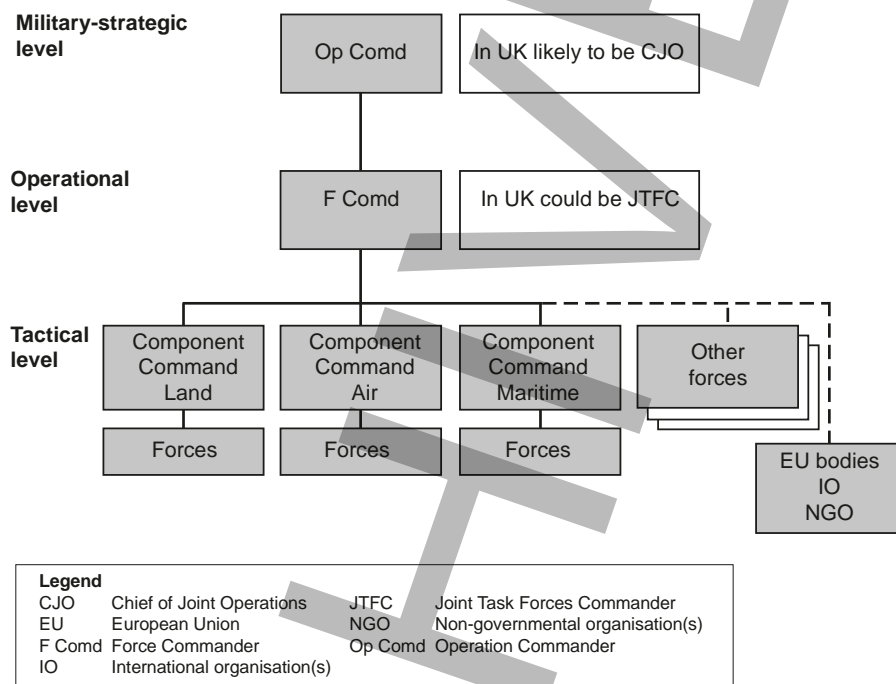 Military-strategic
level
Op Comd
In UK likely to be CJO
Operational
level
F Comd
In UK could be JTFC
Tactical
level
Component
Command
Land
Component
Command
Air
Component
Command
Maritime
Other
forces
Forces
Forces
Forces
EU bodies
IO
NGO
Legend
CJO Chief of Joint Operations JTFC Joint Task Forces Commander
EU European Union NGO Non-governmental organisation(s)
F Comd Force Commander Op Comd Operation Commander
IO International organisation(s)